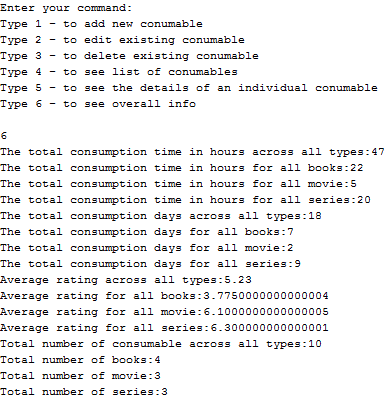 Enter your command:
Type 1 - to add new conumable
Type 2 - to edit existing conumable
Type 3 - to delete existing conumable
Type 4 - to see list of conumables
Type 5 - to see the details of an individual conumable
Type 6 - to see overall info
6
The total consumption time in hours across all types:47
The total consumption time in hours for all books:22
The total consumption time in hours for all movie:5
The total consumption time in hours for all series:20
The total consumption days across all types:18
The total consumption days for all books:7
The total consumption days for all movie:2
The total consumption days for all series:9
Average rating across all types:5.23
Average rating for all books:3.7750000000000004
Average rating for all movie:6.1000000000000005
Average rating for all series:6.300000000000001
Total number of consumable across all types:10
Total number of books:4
Total number of movie:3
Total number of series:3